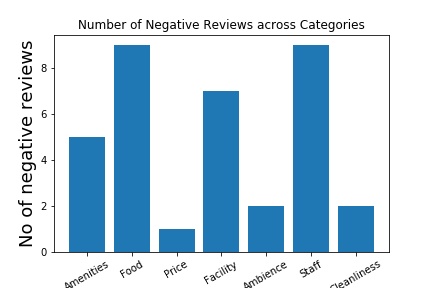 Number of Negative Reviews across Categories
No of negative reviews
8
6
4
2
0
Amenities
Food
Price
Facility
Ambience
Staff
Cleanliness